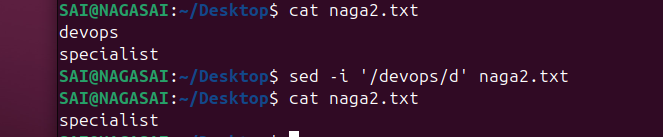 SAI@NAGASAI:~/Desktop$ cat naga2.txt
devops
specialist
SAI@NAGASAI:~/Desktop$ sed -i '/devops/d' naga2.txt
SAI@NAGASAI:~/Desktop$ cat naga2.txt
specialist
SAI@NAGASAI:~/Desktop$